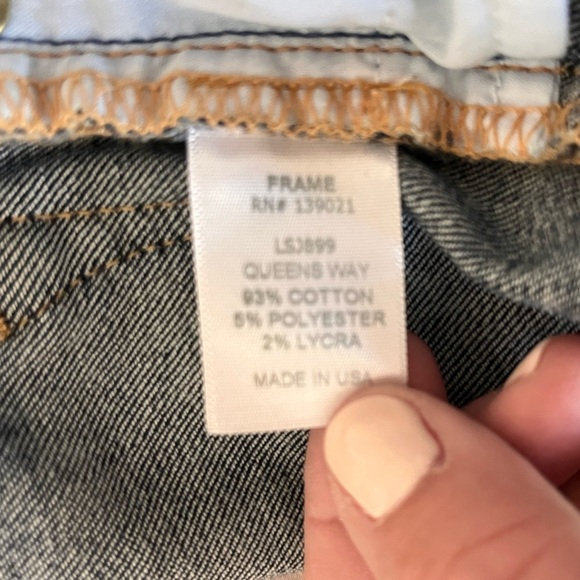 FRAME
RN# 139021
LSJ899
QUEENS WAY
93% COTTON
5% POLYESTER
2% LYCRA
MADE IN USA